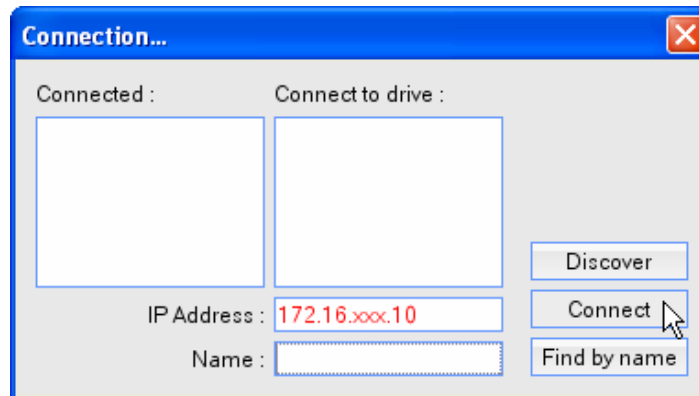 Connection...
Connected :
Connect to drive :
Discover
IP Address : 172.16.xxx.10
Connect
Name :
Find by name